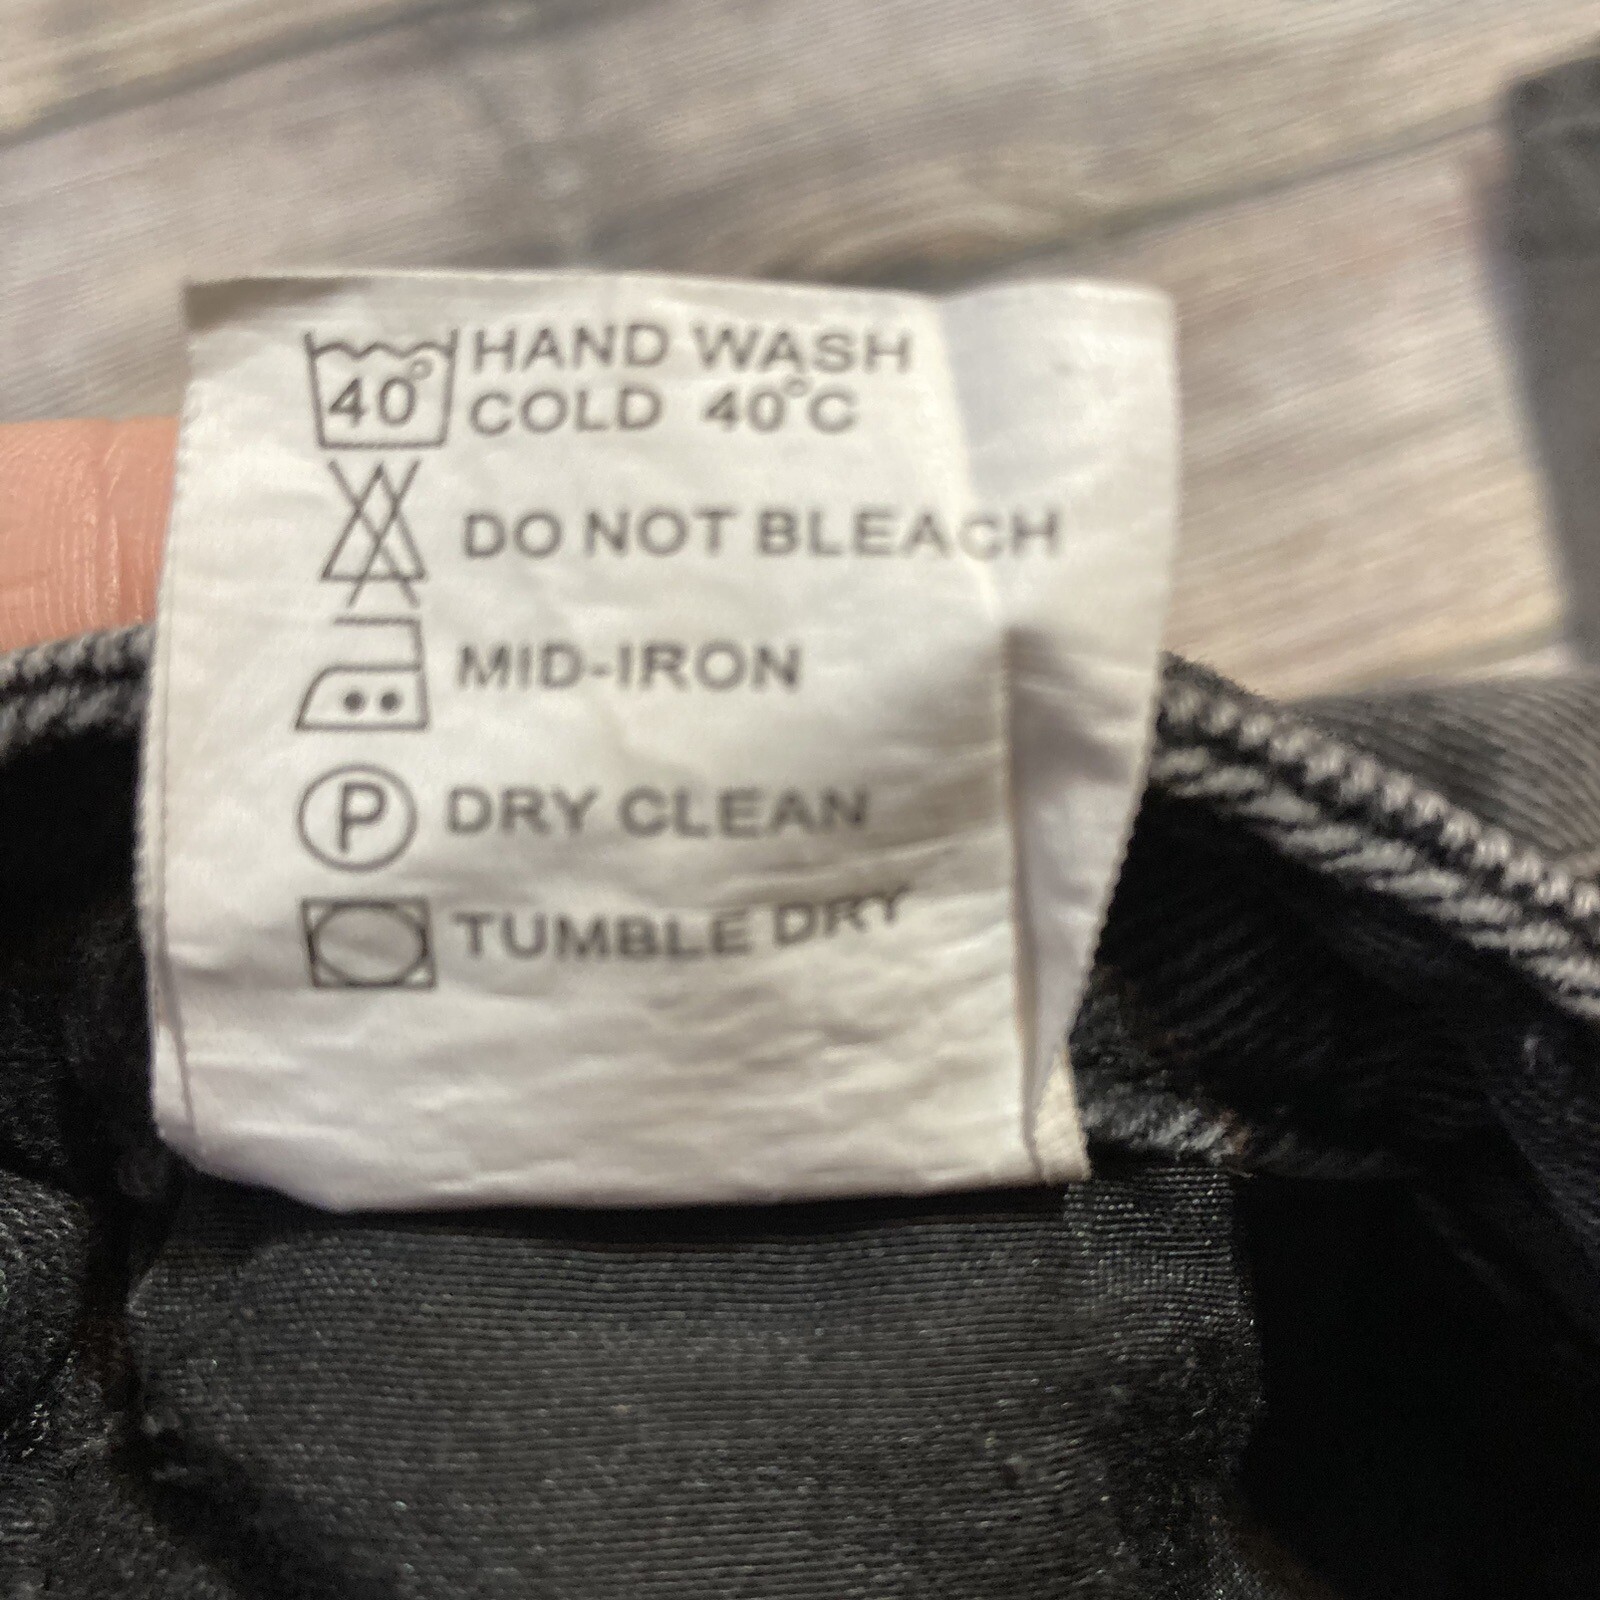 40° HAND WASH
COLD 40°C
DO NOT BLEACH
MID-IRON
P DRY CLEAN
TUMBLE DRY